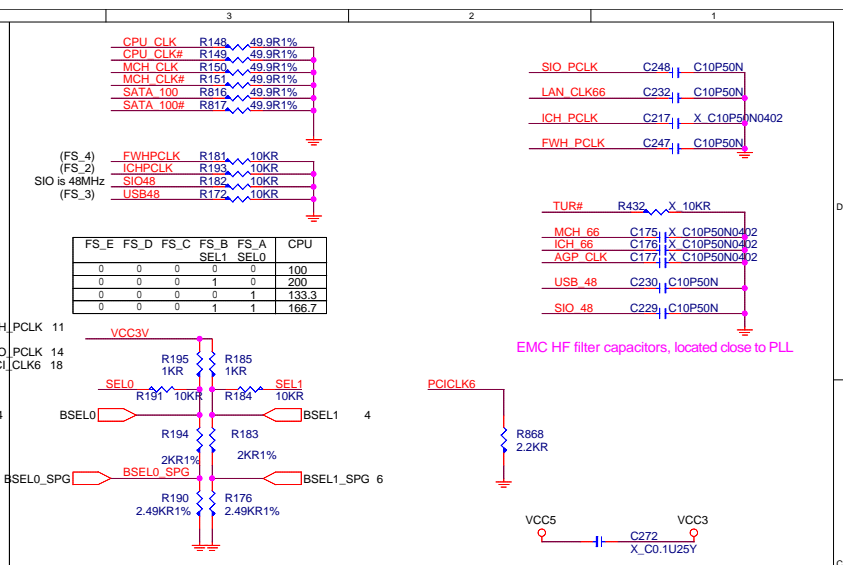 3 2 1
CPU_CLK R148 49.9R1%
CPU_CLK# R149 49.9R1%
MCH_CLK R150 49.9R1%
MCH_CLK# R151 49.9R1%
SATA_100 R816 49.9R1%
SATA_100# R817 49.9R1%
SIO_PCLK C248 C10P50N
LAN_CLK66 C232 C10P50N
ICH_PCLK C217 X_C10P50N0402
FWH_PCLK C247 C10P50N
(FS_4) FWHPCLK R181 10KR
(FS_2) ICHPCLK R193 10KR
SIO is 48MHz SIO48 R182 10KR
(FS_3) USB48 R172 10KR
D
TUR# R432 X_10KR
MCH_66 C175 X_C10P50N0402
ICH_66 C176 X_C10P50N0402
AGP_CLK C177 X_C10P50N0402
USB_48 C230 C10P50N
SIO_48 C229 C10P50N
EMC HF filter capacitors, located close to PLL
FS_E FS_D FS_C FS_B FS_A CPU
SEL1 SEL0
0 0 0 0 0 100
0 0 0 1 0 200
0 0 0 0 1 133.3
0 0 0 1 1 166.7
H_PCLK 11
O_PCLK 14
CI_CLK6 18
VCC3V
R195 R185
1KR 1KR
SEL0 SEL1
R191 10KR R184 10KR
4 BSEL0 BSEL1 4
R194 R183
2KR1% 2KR1%
BSEL0_SPG BSEL0_SPG BSEL1_SPG 6
R190 R176
2.49KR1% 2.49KR1%
PCICLK6
R868
2.2KR
VCC5 VCC3
C272
X_C0.1U25Y
C